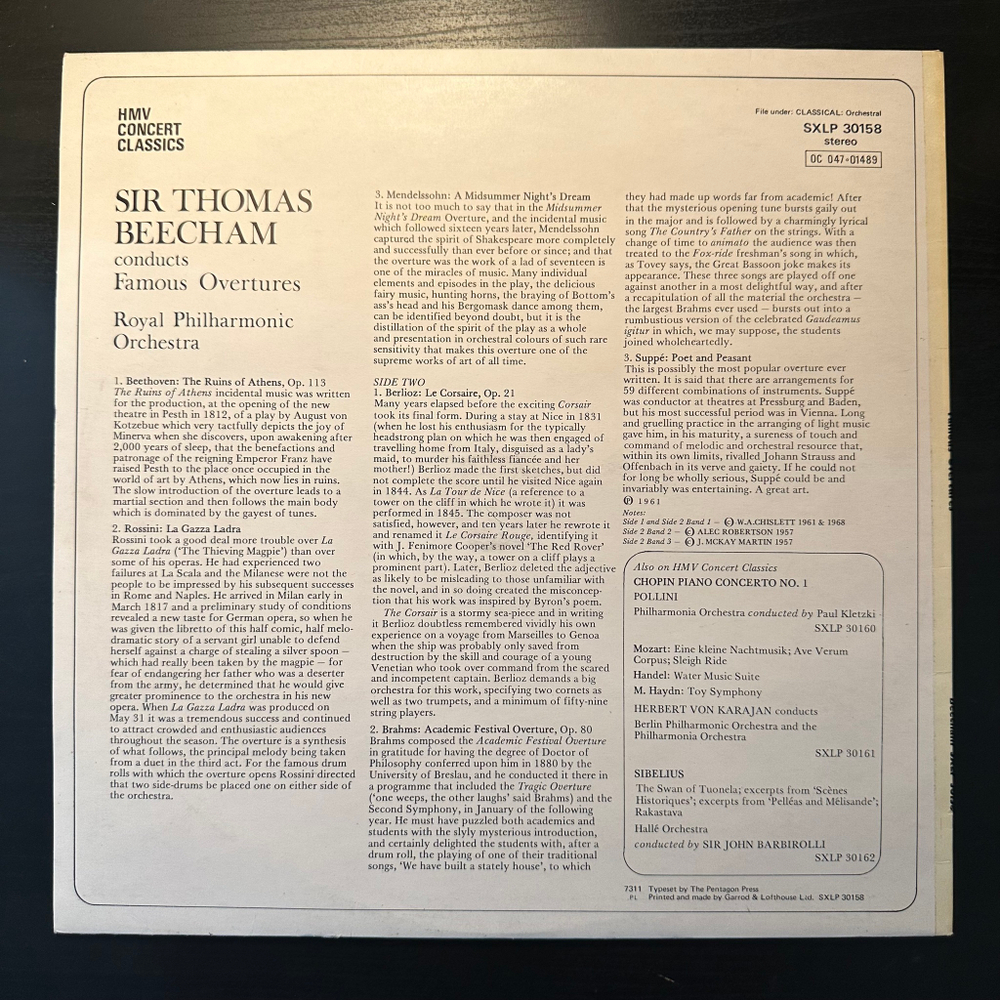 HMV
CONCERT
CLASSICS
File under: CLASSICAL: Orchestral
SXLP 30158
stereo
OC 047-01489
SIR THOMAS
BEECHAM
conducts
Famous Overtures
Royal Philharmonic
Orchestra
1. Beethoven: The Ruins of Athens, Op. 113
The Ruins of Athens incidental music was written
for the production, at the opening of the new
theatre in Pesth in 1812, of a play by August von
Kotzebue which very tactfully depicts the joy of
Minerva when she discovers, upon awakening after
2,000 years of sleep, that the benefactions and
patronage of the reigning Emperor Franz have
raised Pesth to the place once occupied in the
world of art by Athens, which now lies in ruins.
The slow introduction of the overture leads to a
martial section and then follows the main body
which is dominated by the gayest of tunes.
2. Rossini: La Gazza Ladra
Rossini took a good deal more trouble over La
Gazza Ladra ('The Thieving Magpie') than over
some of his operas. He had experienced two
failures at La Scala and the Milanese were not the
people to be impressed by his subsequent successes
in Rome and Naples. He arrived in Milan early in
March 1817 and a preliminary study of conditions
revealed a new taste for German opera, so when he
was given the libretto of this half comic, half melo-
dramatic story of a servant girl unable to defend
herself against a charge of stealing a silver spoon —
which had really been taken by the magpie — for
fear of endangering her father who was a deserter
from the army, he determined that he would give
greater prominence to the orchestra in his new
opera. When La Gazza Ladra was produced on
May 31 it was a tremendous success and continued
to attract crowded and enthusiastic audiences
throughout the season. The overture is a synthesis
of what follows, the principal melody being taken
from a duet in the third act. For the famous drum
rolls with which the overture opens Rossini directed
that two side-drums be placed one on either side of
the orchestra.
3. Mendelssohn: A Midsummer Night's Dream
It is not too much to say that in the Midsummer
Night's Dream Overture, and the incidental music
which followed sixteen years later, Mendelssohn
captured the spirit of Shakespeare more completely
and successfully than ever before or since; and that
the overture was the work of a lad of seventeen is
one of the miracles of music. Many individual
elements and episodes in the play, the delicious
fairy music, hunting horns, the braying of Bottom's
ass's head and his Bergomask dance among them,
can be identified beyond doubt, but it is the
distillation of the spirit of the play as a whole
and presentation in orchestral colours of such rare
sensitivity that makes this overture one of the
supreme works of art of all time.
SIDE TWO
1. Berlioz: Le Corsaire, Op. 21
Many years elapsed before the exciting Corsair
took its final form. During a stay at Nice in 1831
(when he lost his enthusiasm for the typically
headstrong plan on which he was then engaged of
travelling home from Italy, disguised as a lady's
maid, to murder his faithless fiancée and her
mother!) Berlioz made the first sketches, but did
not complete the score until he visited Nice again
in 1844. As La Tour de Nice (a reference to a
tower on the cliff in which he wrote it) it was
performed in 1845. The composer was not
satisfied, however, and ten years later he rewrote it
and renamed it Le Corsaire Rouge, identifying it
with J. Fenimore Cooper's novel 'The Red Rover'
(in which, by the way, a tower on a cliff plays a
prominent part). Later, Berlioz deleted the adjective
as likely to be misleading to those unfamiliar with
the novel, and in so doing created the misconcep-
tion that his work was inspired by Byron's poem.
The Corsair is a stormy sea-piece and in writing
it Berlioz doubtless remembered vividly his own
experience on a voyage from Marseilles to Genoa
when the ship was probably only saved from
destruction by the skill and courage of a young
Venetian who took over command from the scared
and incompetent captain. Berlioz demands a big
orchestra for this work, specifying two cornets as
well as two trumpets, and a minimum of fifty-nine
string players.
2. Brahms: Academic Festival Overture, Op. 80
Brahms composed the Academic Festival Overture
in gratitude for having the degree of Doctor of
Philosophy conferred upon him in 1880 by the
University of Breslau, and he conducted it there in
a programme that included the Tragic Overture
('one weeps, the other laughs' said Brahms) and the
Second Symphony, in January of the following
year. He must have puzzled both academics and
students with the slyly mysterious introduction,
and certainly delighted the students with, after a
drum roll, the playing of one of their traditional
songs, 'We have built a stately house', to which
they had made up words far from academic! After
that the mysterious opening tune bursts gaily out
in the major and is followed by a charmingly lyrical
song The Country's Father on the strings. With a
change of time to animato the audience was then
treated to the Fox-ride freshman's song in which,
as Tovey says, the Great Bassoon joke makes its
appearance. These three songs are played off one
against another in a most delightful way, and after
a recapitulation of all the material the orchestra —
the largest Brahms ever used — bursts out into a
rumbustious version of the celebrated Gaudeamus
igitur in which, we may suppose, the students
joined wholeheartedly.
3. Suppé: Poet and Peasant
This is possibly the most popular overture ever
written. It is said that there are arrangements for
59 different combinations of instruments. Suppé
was conductor at theatres at Pressburg and Baden,
but his most successful period was in Vienna. Long
and gruelling practice in the arranging of light music
gave him, in his maturity, a sureness of touch and
command of melodic and orchestral resource that,
within its own limits, rivalled Johann Strauss and
Offenbach in its verve and gaiety. If he could not
for long be wholly serious, Suppé could be and
invariably was entertaining. A great art.
℗ 1961
Notes:
Side 1 and Side 2 Band 1 — © W.A.CHISLETT 1961 & 1968
Side 2 Band 2 — © ALEC ROBERTSON 1957
Side 2 Band 3 — © J. MCKAY MARTIN 1957
Also on HMV Concert Classics
CHOPIN PIANO CONCERTO NO. 1
POLLINI
Philharmonia Orchestra conducted by Paul Kletzki
SXLP 30160
Mozart: Eine kleine Nachtmusik; Ave Verum
Corpus; Sleigh Ride
Handel: Water Music Suite
M. Haydn: Toy Symphony
HERBERT VON KARAJAN conducts
Berlin Philharmonic Orchestra and the
Philharmonia Orchestra
SXLP 30161
SIBELIUS
The Swan of Tuonela; excerpts from 'Scènes
Historiques'; excerpts from 'Pelléas and Mélisande';
Rakastava
Hallé Orchestra
conducted by SIR JOHN BARBIROLLI
SXLP 30162
7311 Typeset by The Pentagon Press
PL Printed and made by Garrod & Lofthouse Ltd. SXLP 30158